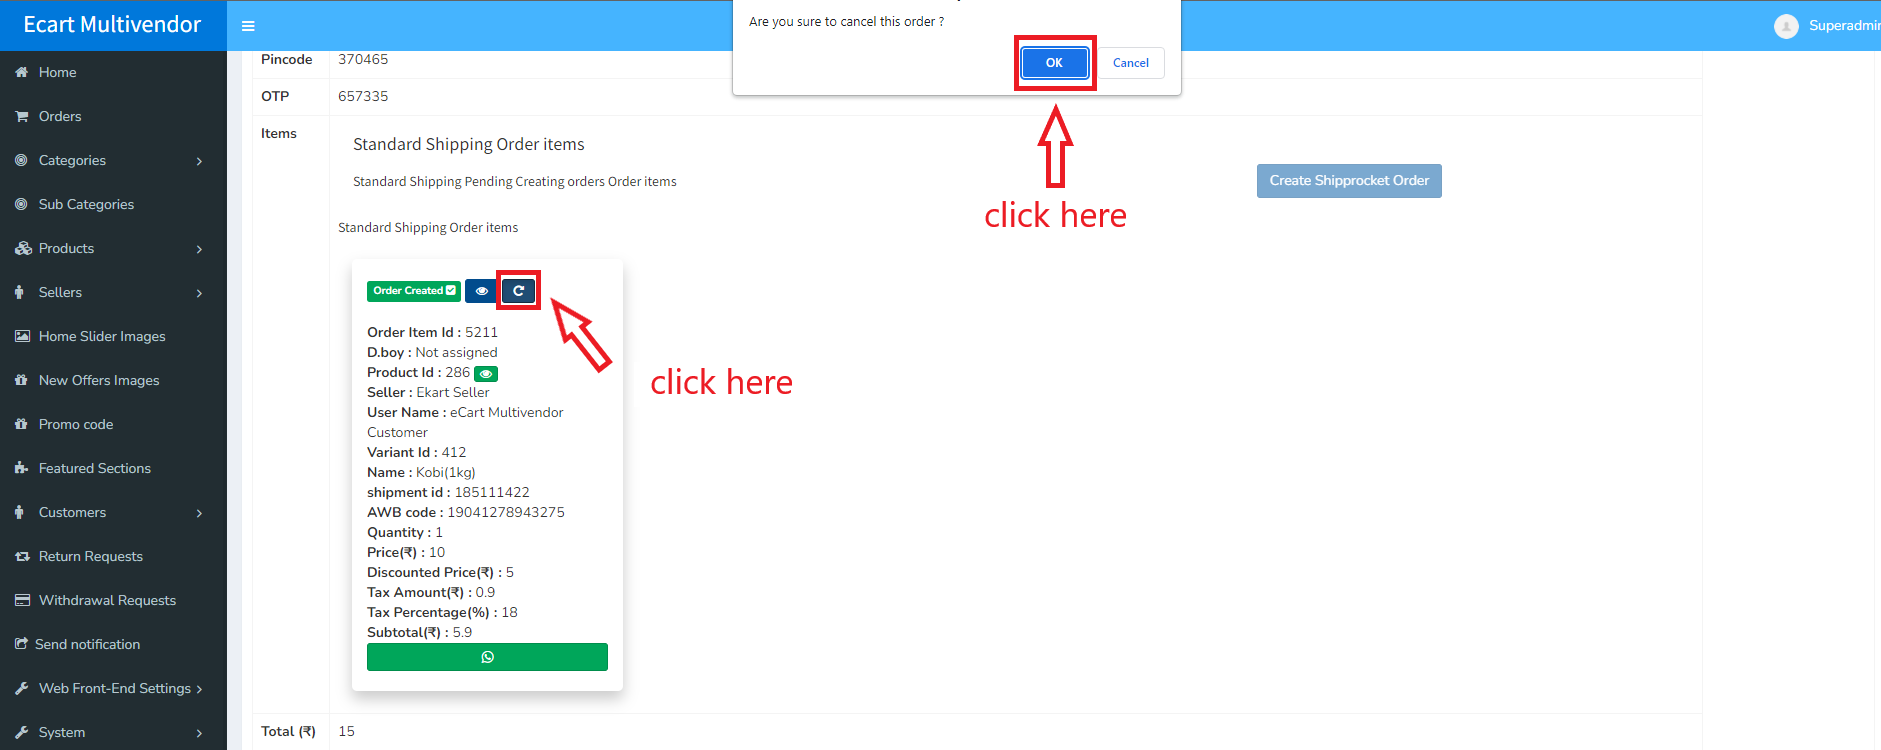 Ecart Multivendor
Superadmin
Are you sure to cancel this order ?
OK
Cancel
Home
Orders
Categories
Sub Categories
Products
Sellers
Home Slider Images
New Offers Images
Promo code
Featured Sections
Customers
Return Requests
Withdrawal Requests
Send notification
Web Front-End Settings
System
Pincode 370465
OTP 657335
Items
Standard Shipping Order items
Standard Shipping Pending Creating orders Order items
Create Shipprocket Order
click here
Standard Shipping Order items
Order Created
click here
Order Item Id : 5211
D.boy : Not assigned
Product Id : 286
Seller : Ekart Seller
User Name : eCart Multivendor
Customer
Variant Id : 412
Name : Kobi(1kg)
shipment id : 185111422
AWB code : 19041278943275
Quantity : 1
Price(₹) : 10
Discounted Price(₹) : 5
Tax Amount(₹) : 0.9
Tax Percentage(%) : 18
Subtotal(₹) : 5.9
Total (₹) 15